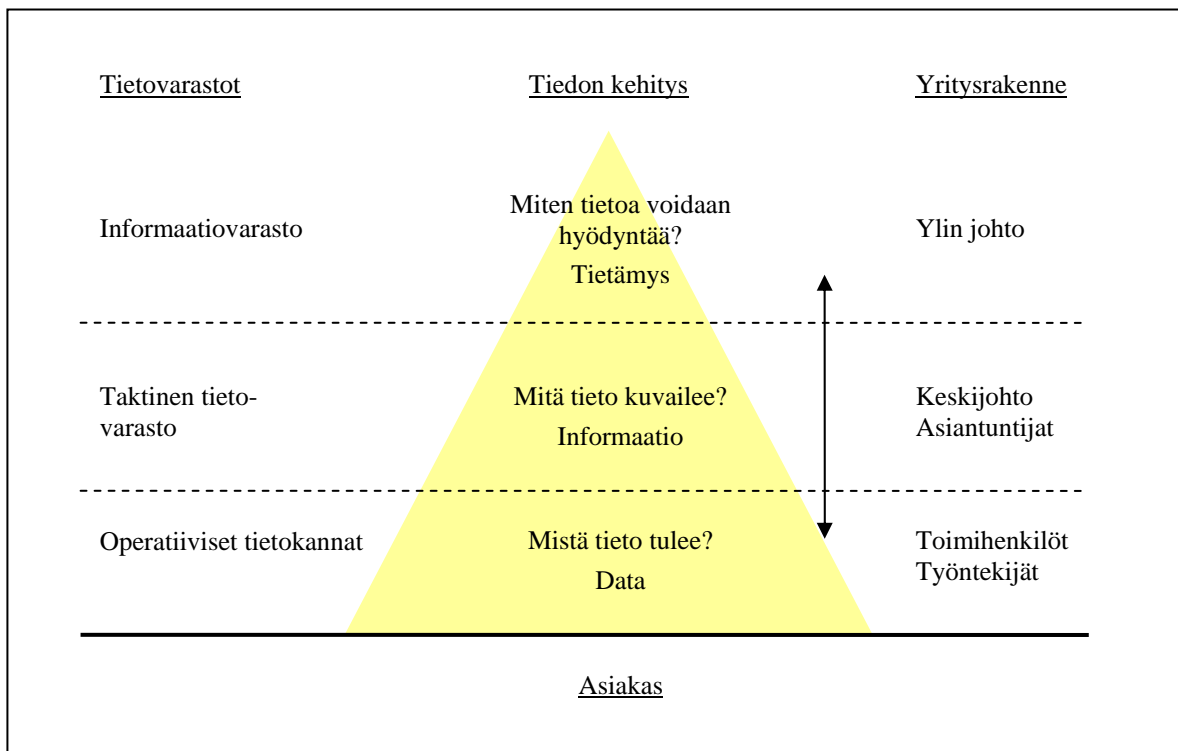 Tietovarastot
Tiedon kehitys
Yritysrakenne
Informaatiovarasto
Miten tietoa voidaan
hyödyntää?
Tietämys
Ylin johto
Taktinen tieto-
varasto
Mitä tieto kuvailee?
Informaatio
Keskijohto
Asiantuntijat
Operatiiviset tietokannat
Mistä tieto tulee?
Data
Toimihenkilöt
Työntekijät
Asiakas